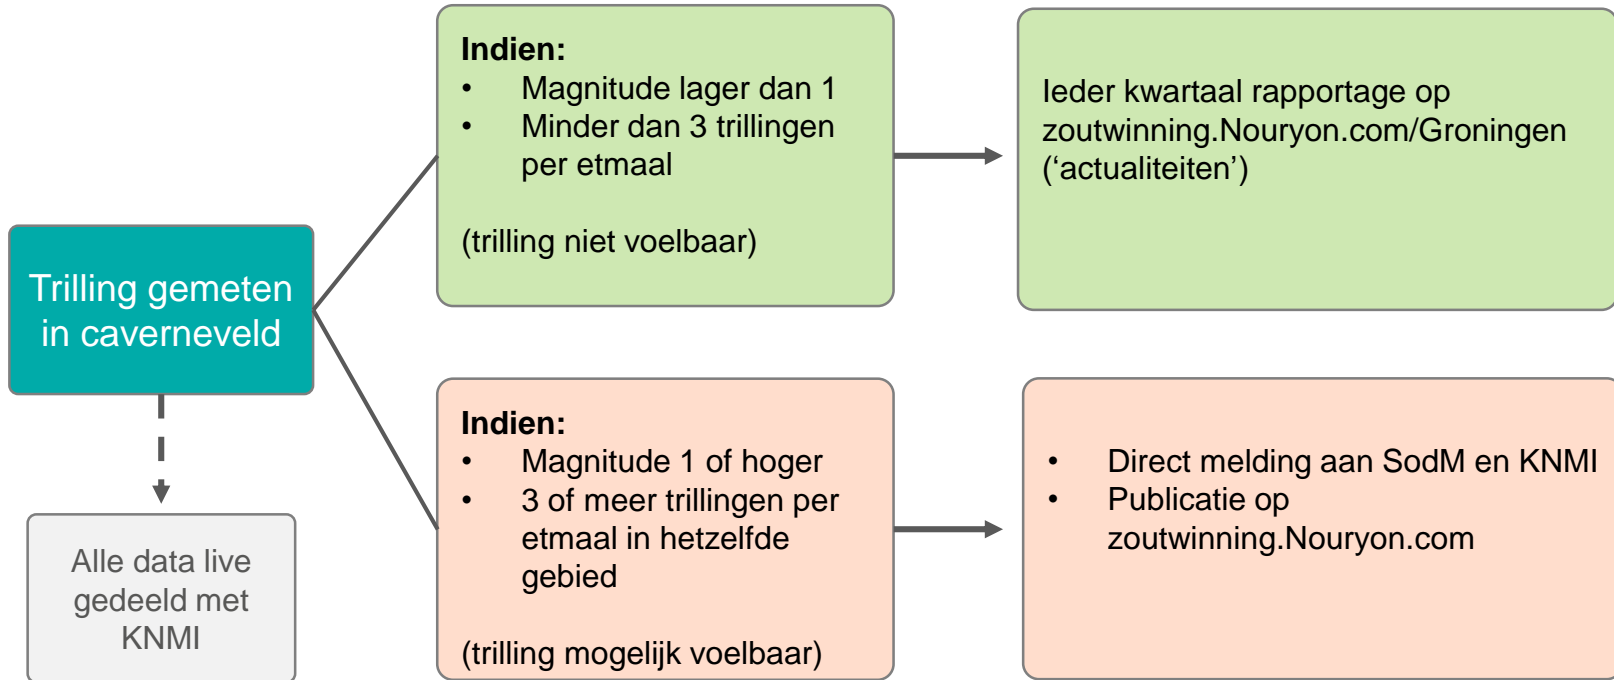 Trilling gemeten
in caverneveld
Alle data live
gedeeld met
KNMI
Indien:
• Magnitude lager dan 1
• Minder dan 3 trillingen
per etmaal
(trilling niet voelbaar)
Ieder kwartaal rapportage op
zoutwinning.Nouryon.com/Groningen
(‘actualiteiten’)
Indien:
• Magnitude 1 of hoger
• 3 of meer trillingen per
etmaal in hetzelfde
gebied
(trilling mogelijk voelbaar)
• Direct melding aan SodM en KNMI
• Publicatie op
zoutwinning.Nouryon.com